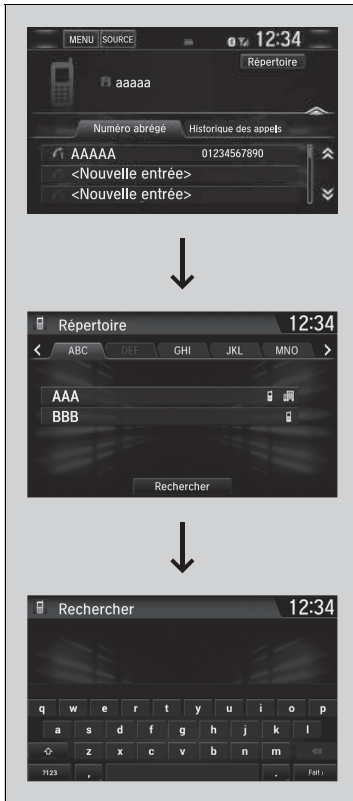 MENU SOURCE 12:34
Répertoire
aaaaa
Numéro abrégé Historique des appels
AAAAA 01234567890
<Nouvelle entrée>
<Nouvelle entrée>
Répertoire 12:34
ABC DEF GHI JKL MNO
AAA
BBB
Rechercher
Rechercher 12:34
q w e r t y u i o p
a s d f g h j k l
z x c v b n m
?123 , . Fait